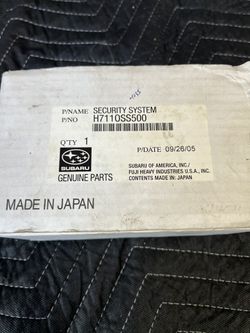 P/NAME SECURITY SYSTEM
P/NO H7110SS500
Q'TY 1
P/DATE 09/26/05
SUBARU
GENUINE PARTS
SUBARU OF AMERICA, INC./
FUJI HEAVY INDUSTRIES U.S.A., INC.
CONTENTS MADE IN JAPAN
MADE IN JAPAN